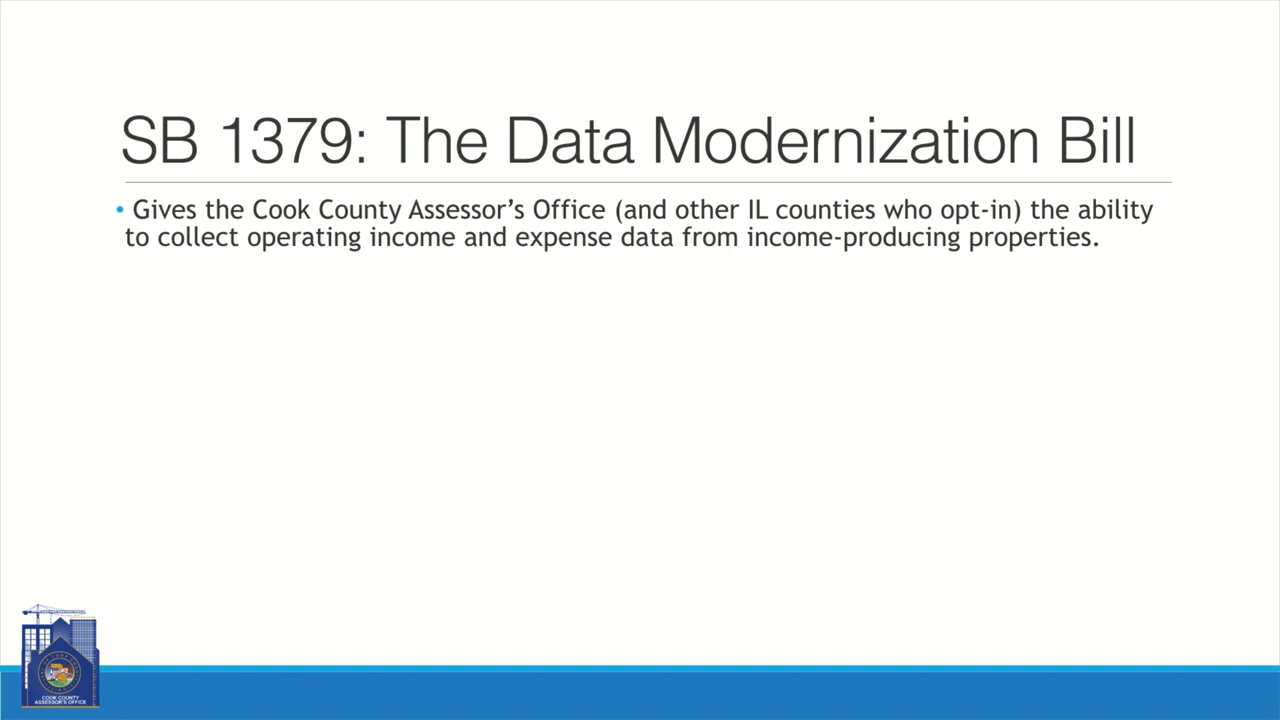 SB 1379: The Data Modernization Bill
• Gives the Cook County Assessor’s Office (and other IL counties who opt-in) the ability
to collect operating income and expense data from income-producing properties.
COOK COUNTY
ASSESSOR'S OFFICE